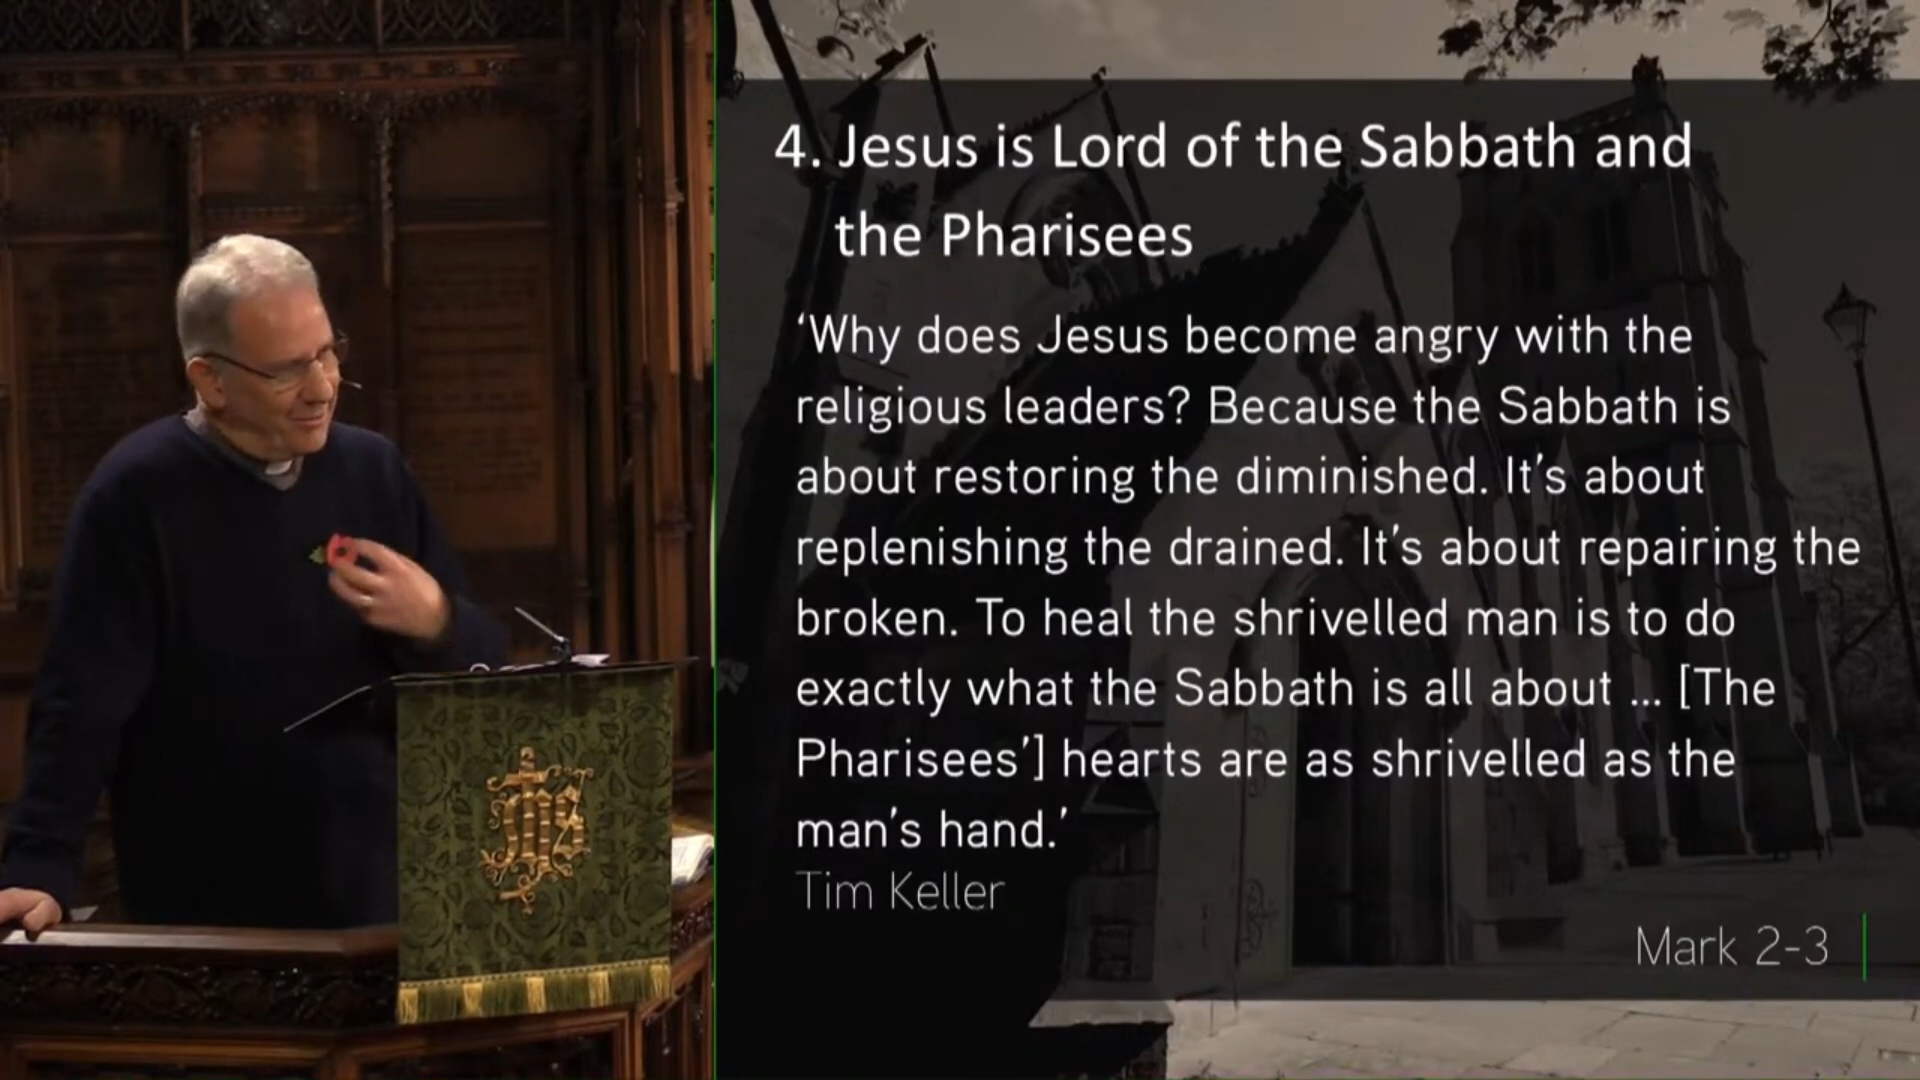 4. Jesus is Lord of the Sabbath and
the Pharisees
‘Why does Jesus become angry with the
religious leaders? Because the Sabbath is
about restoring the diminished. It’s about
replenishing the drained. It’s about repairing the
broken. To heal the shrivelled man is to do
exactly what the Sabbath is all about ... [The
Pharisees’] hearts are as shrivelled as the
man’s hand.’
Tim Keller
Mark 2-3
IHS